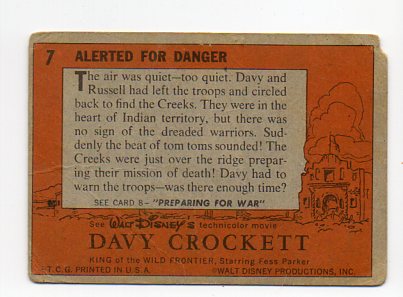 7 ALERTED FOR DANGER
The air was quiet—too quiet. Davy and
Russell had left the troops and circled
back to find the Creeks. They were in the
heart of Indian territory, but there was
no sign of the dreaded warriors. Sud-
denly the beat of tom toms sounded! The
Creeks were just over the ridge prepar-
ing their mission of death! Davy had to
warn the troops—was there enough time?
SEE CARD 8—"PREPARING FOR WAR"
See WALT DISNEY'S technicolor movie
DAVY CROCKETT
KING of the WILD FRONTIER, Starring Fess Parker
T.C.G. PRINTED IN U.S.A. ©WALT DISNEY PRODUCTIONS, INC.